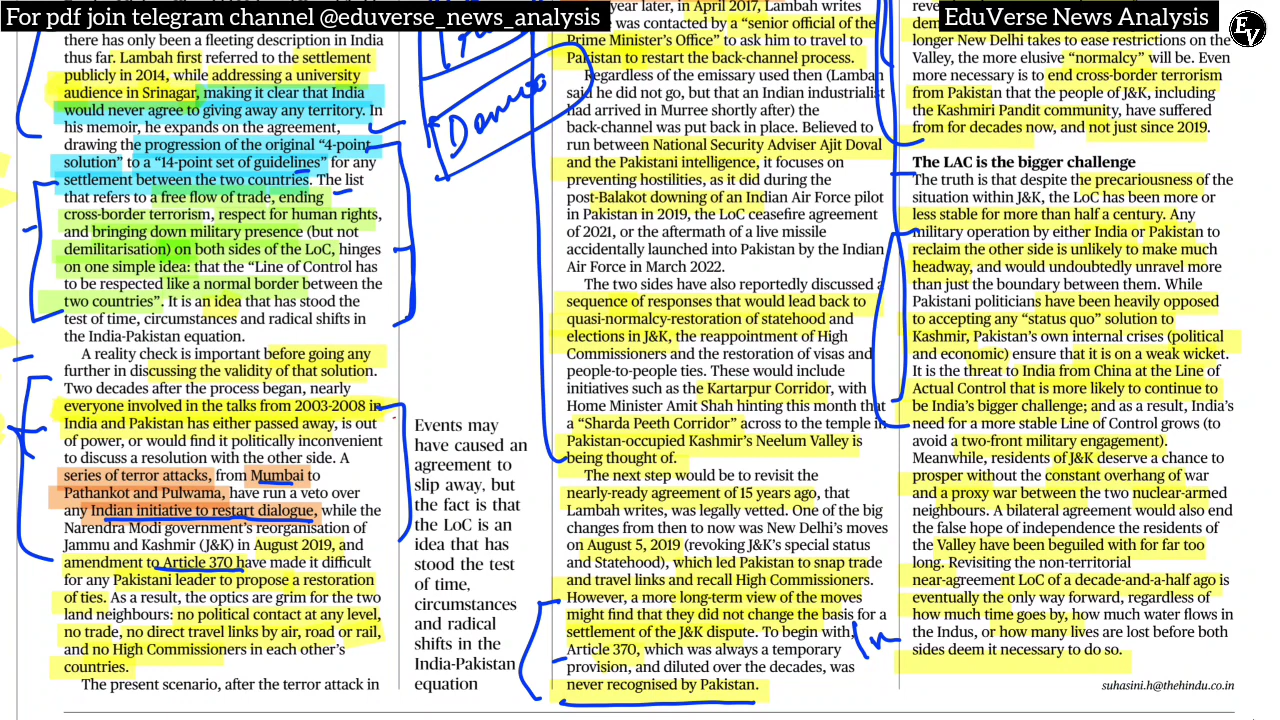 For pdf join telegram channel @eduverse_news_analysis
EduVerse News Analysis
EV
there has only been a fleeting description in India
thus far. Lambah first referred to the settlement
publicly in 2014, while addressing a university
audience in Srinagar, making it clear that India
would never agree to giving away any territory. In
his memoir, he expands on the agreement,
drawing the progression of the original “4-point
solution” to a “14-point set of guidelines” for any
settlement between the two countries. The list
that refers to a free flow of trade, ending
cross-border terrorism, respect for human rights,
and bringing down military presence (but not
demilitarisation) on both sides of the LoC, hinges
on one simple idea: that the “Line of Control has
to be respected like a normal border between the
two countries”. It is an idea that has stood the
test of time, circumstances and radical shifts in
the India-Pakistan equation.
A reality check is important before going any
further in discussing the validity of that solution.
Two decades after the process began, nearly
everyone involved in the talks from 2003-2008 in
India and Pakistan has either passed away, is out
of power, or would find it politically inconvenient
to discuss a resolution with the other side. A
series of terror attacks, from Mumbai to
Pathankot and Pulwama, have run a veto over
any Indian initiative to restart dialogue, while the
Narendra Modi government’s reorganisation of
Jammu and Kashmir (J&K) in August 2019, and
amendment to Article 370 have made it difficult
for any Pakistani leader to propose a restoration
of ties. As a result, the optics are grim for the two
land neighbours: no political contact at any level,
no trade, no direct travel links by air, road or rail,
and no High Commissioners in each other’s
countries.
The present scenario, after the terror attack in
Events may
have caused an
agreement to
slip away, but
the fact is that
the LoC is an
idea that has
stood the test
of time,
circumstances
and radical
shifts in the
India-Pakistan
equation
year later, in April 2017, Lambah writes
was contacted by a “senior official of the
Prime Minister’s Office” to ask him to travel to
Pakistan to restart the back-channel process.
Regardless of the emissary used then (Lambah
said he did not go, but that an Indian industrialist
had arrived in Murree shortly after) the
back-channel was put back in place. Believed to
run between National Security Adviser Ajit Doval
and the Pakistani intelligence, it focuses on
preventing hostilities, as it did during the
post-Balakot downing of an Indian Air Force pilot
in Pakistan in 2019, the LoC ceasefire agreement
of 2021, or the aftermath of a live missile
accidentally launched into Pakistan by the Indian
Air Force in March 2022.
The two sides have also reportedly discussed a
sequence of responses that would lead back to
quasi-normalcy-restoration of statehood and
elections in J&K, the reappointment of High
Commissioners and the restoration of visas and
people-to-people ties. These would include
initiatives such as the Kartarpur Corridor, with
Home Minister Amit Shah hinting this month that
a “Sharda Peeth Corridor” across to the temple in
Pakistan-occupied Kashmir’s Neelum Valley is
being thought of.
The next step would be to revisit the
nearly-ready agreement of 15 years ago, that
Lambah writes, was legally vetted. One of the big
changes from then to now was New Delhi’s moves
on August 5, 2019 (revoking J&K’s special status
and Statehood), which led Pakistan to snap trade
and travel links and recall High Commissioners.
However, a more long-term view of the moves
might find that they did not change the basis for a
settlement of the J&K dispute. To begin with,
Article 370, which was always a temporary
provision, and diluted over the decades, was
never recognised by Pakistan.
longer New Delhi takes to ease restrictions on the
Valley, the more elusive “normalcy” will be. Even
more necessary is to end cross-border terrorism
from Pakistan that the people of J&K, including
the Kashmiri Pandit community, have suffered
from for decades now, and not just since 2019.
The LAC is the bigger challenge
The truth is that despite the precariousness of the
situation within J&K, the LoC has been more or
less stable for more than half a century. Any
military operation by either India or Pakistan to
reclaim the other side is unlikely to make much
headway, and would undoubtedly unravel more
than just the boundary between them. While
Pakistani politicians have been heavily opposed
to accepting any “status quo” solution to
Kashmir, Pakistan’s own internal crises (political
and economic) ensure that it is on a weak wicket.
It is the threat to India from China at the Line of
Actual Control that is more likely to continue to
be India’s bigger challenge; and as a result, India’s
need for a more stable Line of Control grows (to
avoid a two-front military engagement).
Meanwhile, residents of J&K deserve a chance to
prosper without the constant overhang of war
and a proxy war between the two nuclear-armed
neighbours. A bilateral agreement would also end
the false hope of independence the residents of
the Valley have been beguiled with for far too
long. Revisiting the non-territorial
near-agreement LoC of a decade-and-a-half ago is
eventually the only way forward, regardless of
how much time goes by, how much water flows in
the Indus, or how many lives are lost before both
sides deem it necessary to do so.
suhasini.h@thehindu.co.in